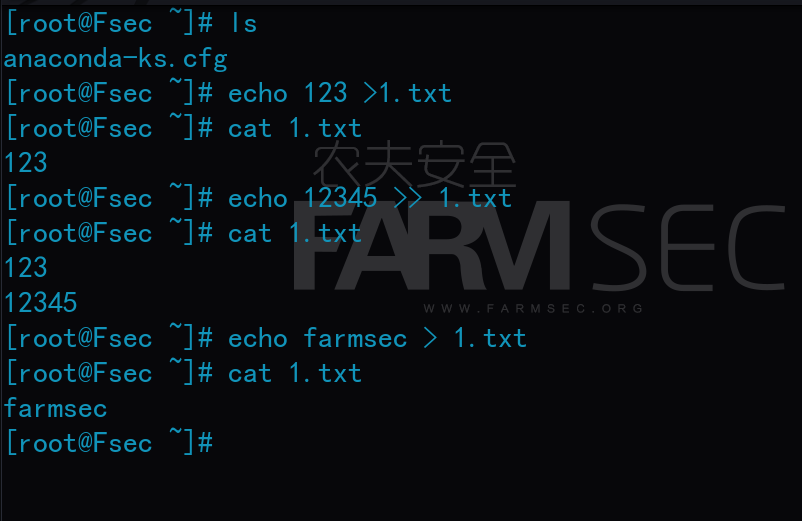 [root@Fsec ~]# ls
anaconda-ks.cfg
[root@Fsec ~]# echo 123 >1.txt
[root@Fsec ~]# cat 1.txt
123
农夫安全
[root@Fsec ~]# echo 12345 >> 1.txt
[root@Fsec ~]# cat 1.txt
FARMSEC
123
12345
WWW.FARMSEC.ORG
[root@Fsec ~]# echo farmsec > 1.txt
[root@Fsec ~]# cat 1.txt
farmsec
[root@Fsec ~]#